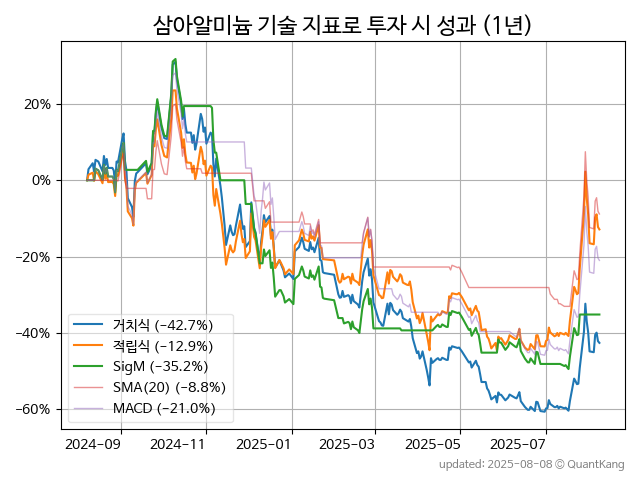 삼아알미늄 기술 지표로 투자 시 성과 (1년)
20%
0%
−20%
−40%
−60%
거치식 (−42.7%)
적립식 (−12.9%)
SigM (−35.2%)
SMA(20) (−8.8%)
MACD (−21.0%)
2024-09
2024-11
2025-01
2025-03
2025-05
2025-07
updated: 2025-08-08 © QuantKang